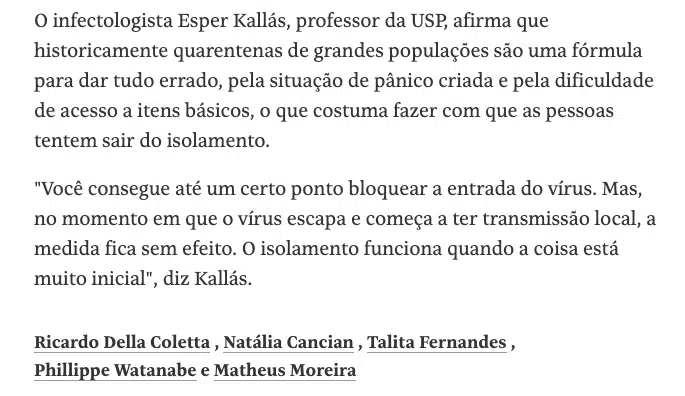 O infectologista Esper Kallás, professor da USP, afirma que
historicamente quarentenas de grandes populações são uma fórmula
para dar tudo errado, pela situação de pânico criada e pela dificuldade
de acesso a itens básicos, o que costuma fazer com que as pessoas
tentem sair do isolamento.
"Você consegue até um certo ponto bloquear a entrada do vírus. Mas,
no momento em que o vírus escapa e começa a ter transmissão local, a
medida fica sem efeito. O isolamento funciona quando a coisa está
muito inicial", diz Kallás.
Ricardo Della Coletta , Natália Cancian , Talita Fernandes ,
Phillippe Watanabe e Matheus Moreira